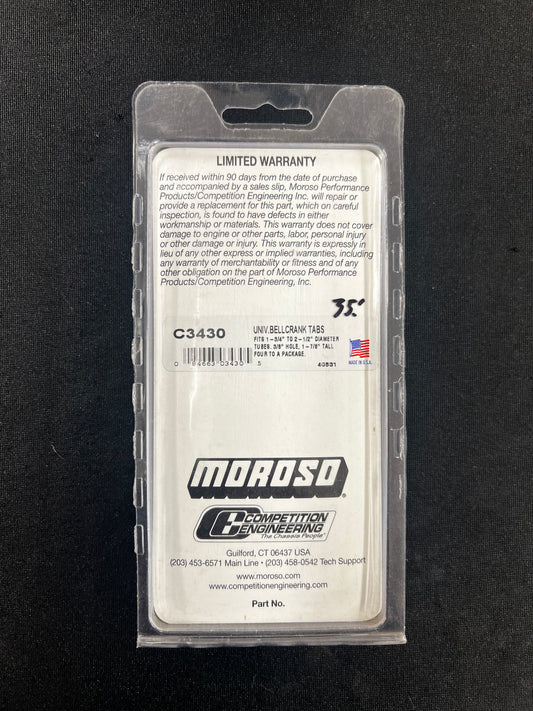 LIMITED WARRANTY
If received within 90 days from the date of purchase
and accompanied by a sales slip, Moroso Performance
Products/Competition Engineering Inc. will repair or
provide a replacement for this part, which on careful
inspection, is found to have defects in either
workmanship or materials. This warranty does not cover
damage to engine or other parts, labor, personal injury
or other damage or injury. This warranty is expressly in
lieu of any other express or implied warranties, including
any warranty of merchantability or fitness and of any
other obligation on the part of Moroso Performance
Products/Competition Engineering, Inc.
35.
C3430
UNIV.BELLCRANK TABS
FITS 1-3/4" TO 2-1/2" DIAMETER
TUBES. 3/8" HOLE, 1-7/8" TALL
FOUR TO A PACKAGE.
MADE IN U.S.A.
0 84663 03430 5
40531
MOROSO®
CE COMPETITION
ENGINEERING®
The Chassis People™
Guilford, CT 06437 USA
(203) 453-6571 Main Line • (203) 458-0542 Tech Support
www.moroso.com
www.competitionengineering.com
Part No.